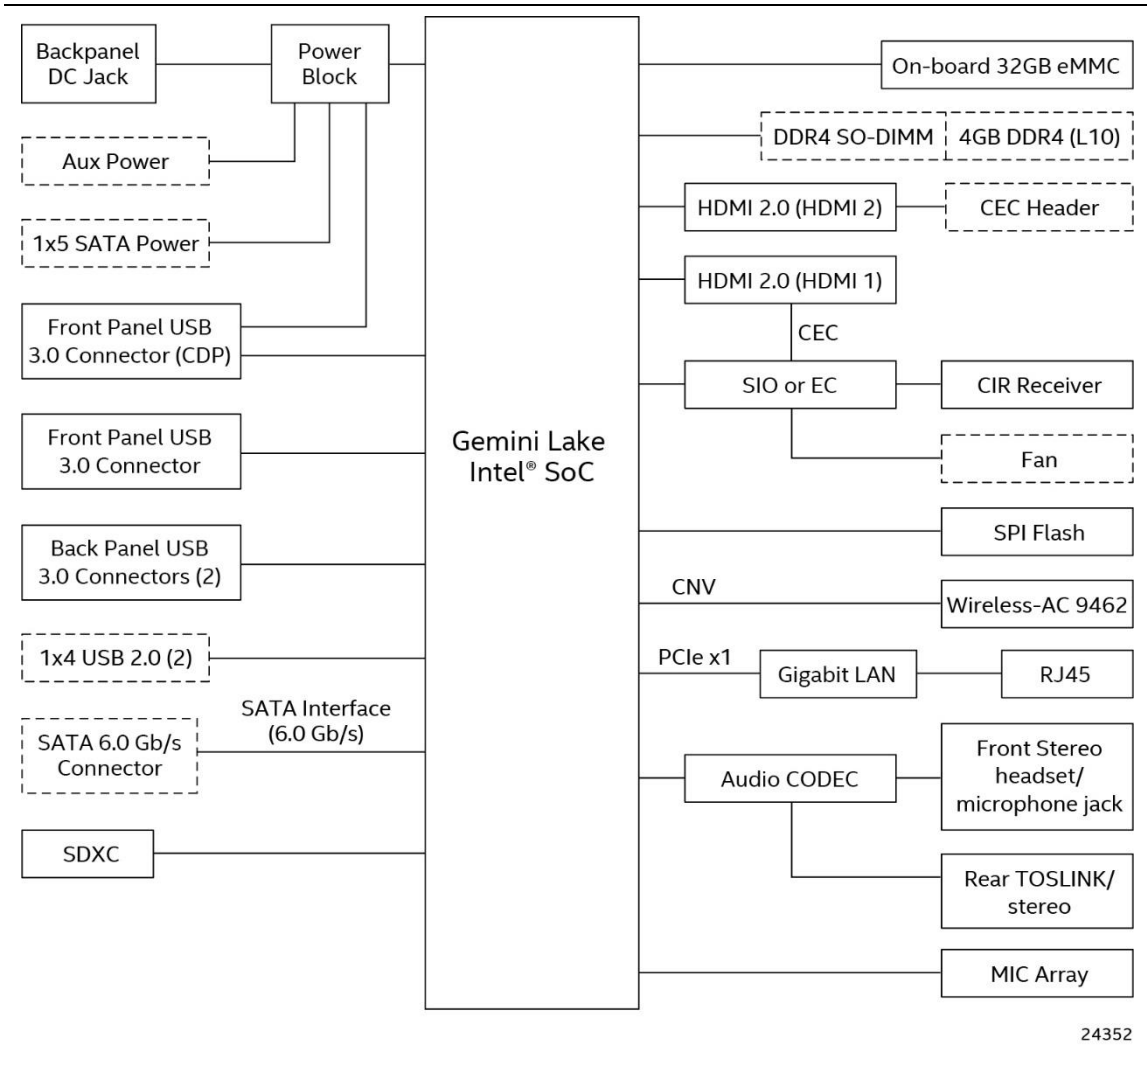 Backpanel
DC Jack
Power
Block
Aux Power
1x5 SATA Power
Front Panel USB
3.0 Connector (CDP)
Front Panel USB
3.0 Connector
Back Panel USB
3.0 Connectors (2)
1x4 USB 2.0 (2)
SATA Interface
(6.0 Gb/s)
SATA 6.0 Gb/s
Connector
SDXC
Gemini Lake
Intel® SoC
On-board 32GB eMMC
DDR4 SO-DIMM
4GB DDR4 (L10)
HDMI 2.0 (HDMI 2)
CEC Header
HDMI 2.0 (HDMI 1)
CEC
SIO or EC
CIR Receiver
Fan
SPI Flash
CNV
Wireless-AC 9462
PCIe x1
Gigabit LAN
RJ45
Audio CODEC
Front Stereo
headset/
microphone jack
Rear TOSLINK/
stereo
MIC Array
24352